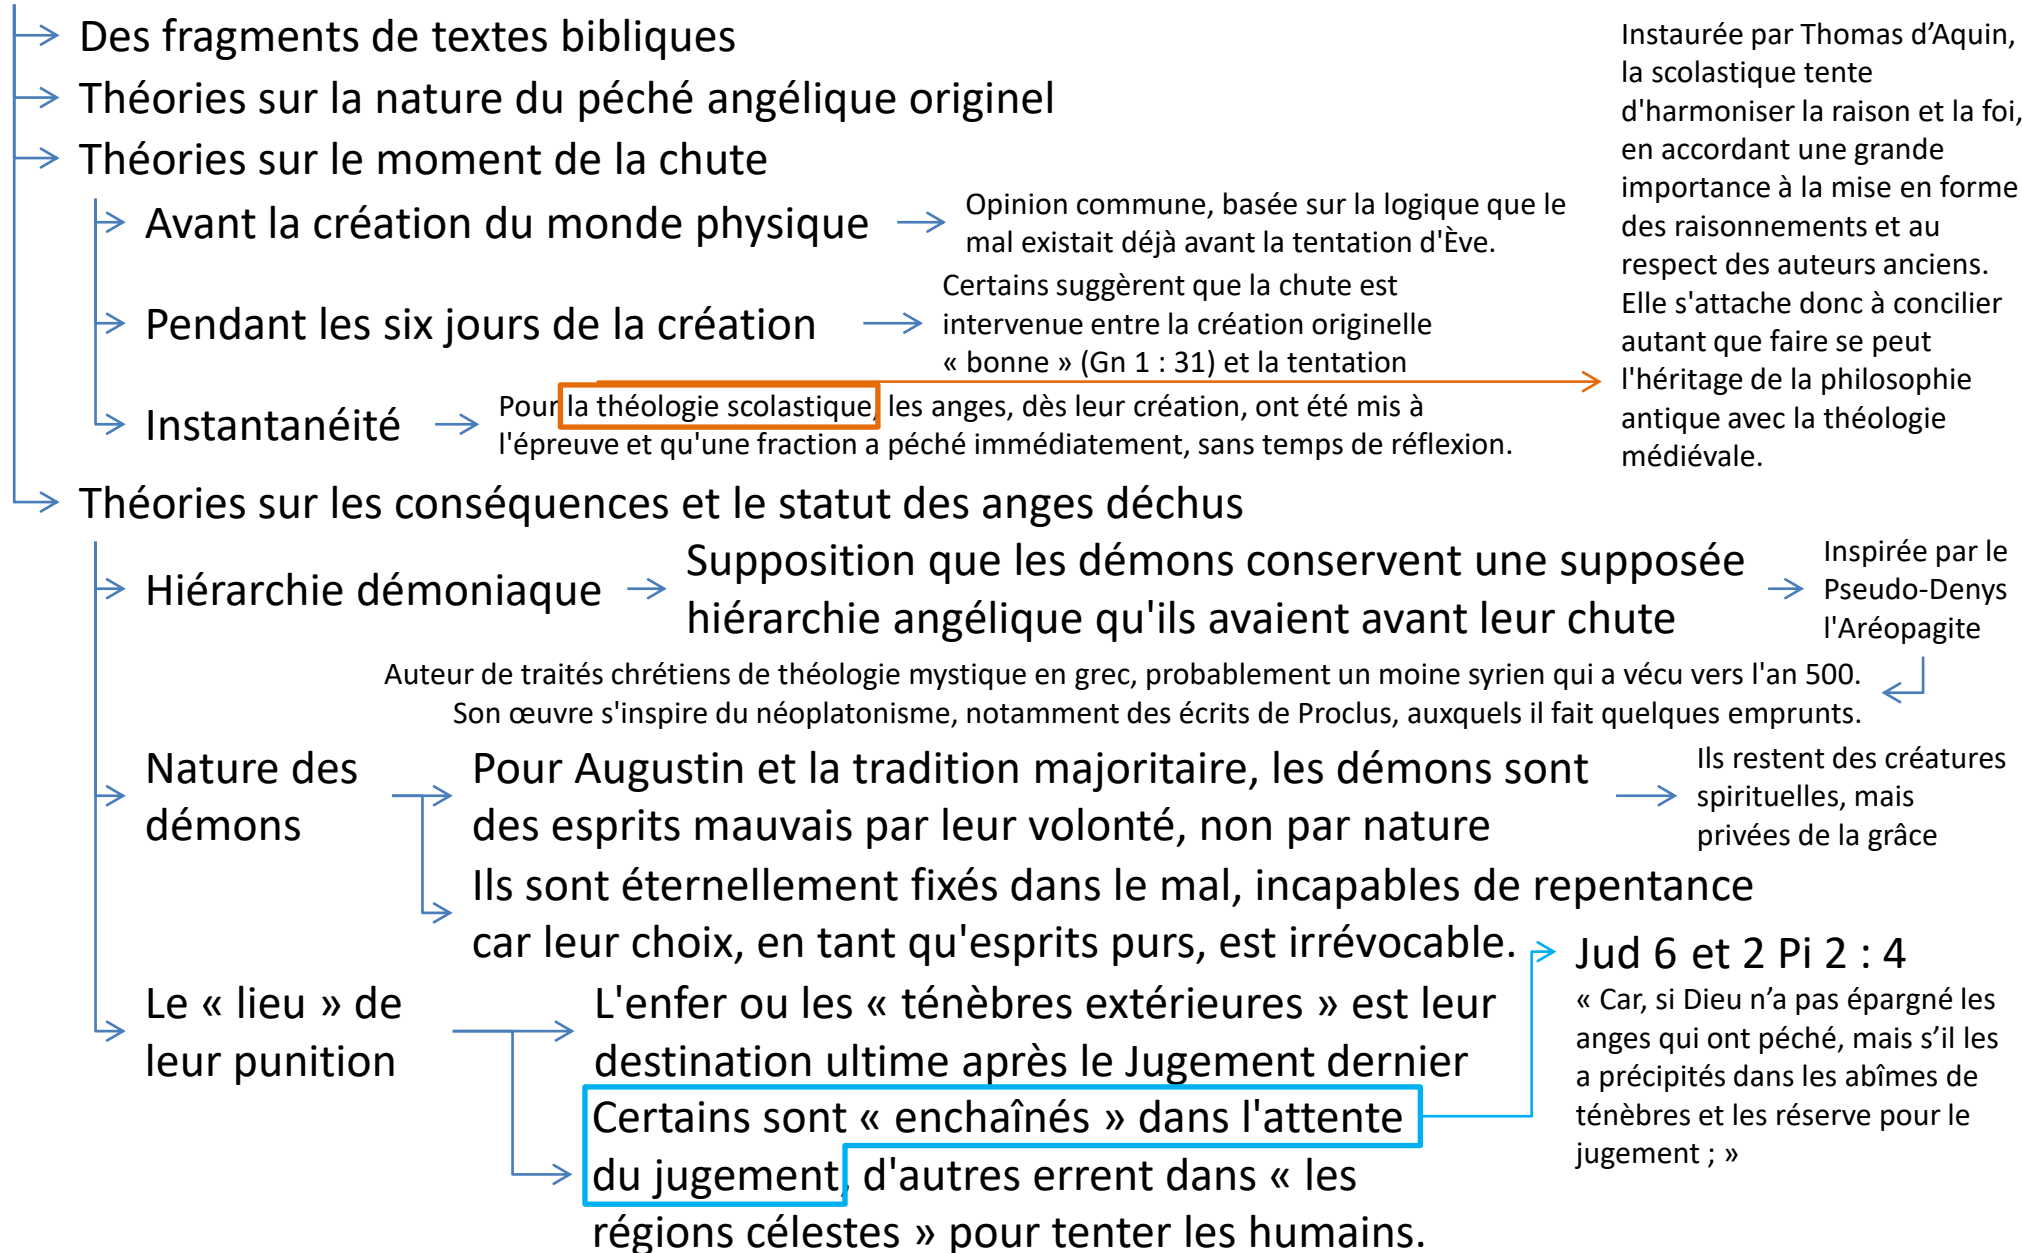 Des fragments de textes bibliques
Théories sur la nature du péché angélique originel
Théories sur le moment de la chute
Avant la création du monde physique
Opinion commune, basée sur la logique que le
mal existait déjà avant la tentation d'Ève.
Pendant les six jours de la création
Certains suggèrent que la chute est
intervenue entre la création originelle
« bonne » (Gn 1 : 31) et la tentation
Instantanéité
Pour la théologie scolastique, les anges, dès leur création, ont été mis à
l'épreuve et qu'une fraction a péché immédiatement, sans temps de réflexion.
Instaurée par Thomas d’Aquin,
la scolastique tente
d'harmoniser la raison et la foi,
en accordant une grande
importance à la mise en forme
des raisonnements et au
respect des auteurs anciens.
Elle s'attache donc à concilier
autant que faire se peut
l'héritage de la philosophie
antique avec la théologie
médiévale.
Théories sur les conséquences et le statut des anges déchus
Hiérarchie démoniaque
Supposition que les démons conservent une supposée
hiérarchie angélique qu'ils avaient avant leur chute
Inspirée par le
Pseudo-Denys
l'Aréopagite
Auteur de traités chrétiens de théologie mystique en grec, probablement un moine syrien qui a vécu vers l'an 500.
Son œuvre s'inspire du néoplatonisme, notamment des écrits de Proclus, auxquels il fait quelques emprunts.
Nature des
démons
Pour Augustin et la tradition majoritaire, les démons sont
des esprits mauvais par leur volonté, non par nature
Ils restent des créatures
spirituelles, mais
privées de la grâce
Ils sont éternellement fixés dans le mal, incapables de repentance
car leur choix, en tant qu'esprits purs, est irrévocable.
Le « lieu » de
leur punition
L'enfer ou les « ténèbres extérieures » est leur
destination ultime après le Jugement dernier
Certains sont « enchaînés » dans l'attente
du jugement, d'autres errent dans « les
régions célestes » pour tenter les humains.
Jud 6 et 2 Pi 2 : 4
« Car, si Dieu n’a pas épargné les
anges qui ont péché, mais s’il les
a précipités dans les abîmes de
ténèbres et les réserve pour le
jugement ; »